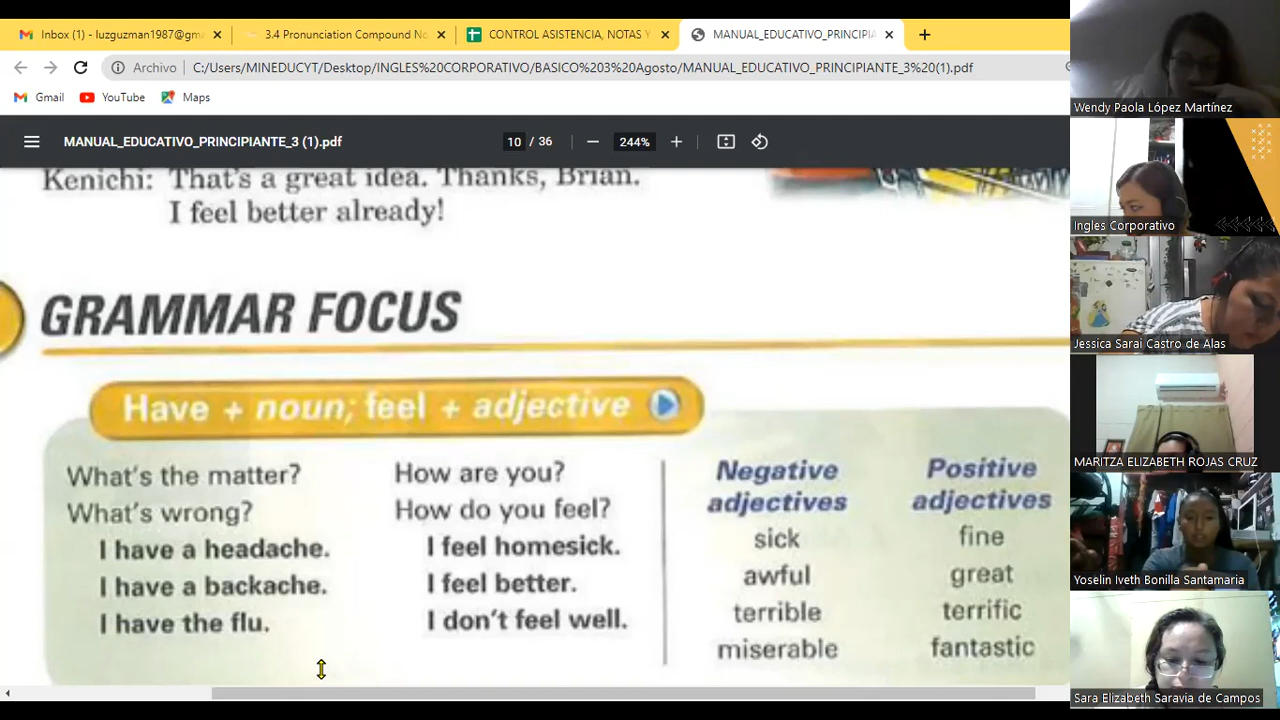 Inbox (1) - luzguzman1987@gm
3.4 Pronunciation Compound No
CONTROL ASISTENCIA, NOTAS Y
MANUAL_EDUCATIVO_PRINCIPIA
Archivo
C:/Users/MINEDUCYT/Desktop/INGLES%20CORPORATIVO/BASICO%203%20Agosto/MANUAL_EDUCATIVO_PRINCIPIANTE_3%20(1).pdf
Gmail
YouTube
Maps
MANUAL_EDUCATIVO_PRINCIPIANTE_3 (1).pdf
10 / 36
244%
Kenichi: That's a great idea. Thanks, Brian.
I feel better already!
GRAMMAR FOCUS
Have + noun; feel + adjective
What's the matter?
What's wrong?
I have a headache.
I have a backache.
I have the flu.
How are you?
How do you feel?
I feel homesick.
I feel better.
I don't feel well.
Negative
adjectives
sick
awful
terrible
miserable
Positive
adjectives
fine
great
terrific
fantastic
Wendy Paola López Martínez
Ingles Corporativo
Jessica Sarai Castro de Alas
MARITZA ELIZABETH ROJAS CRUZ
Yoselin Iveth Bonilla Santamaria
Sara Elizabeth Saravia de Campos